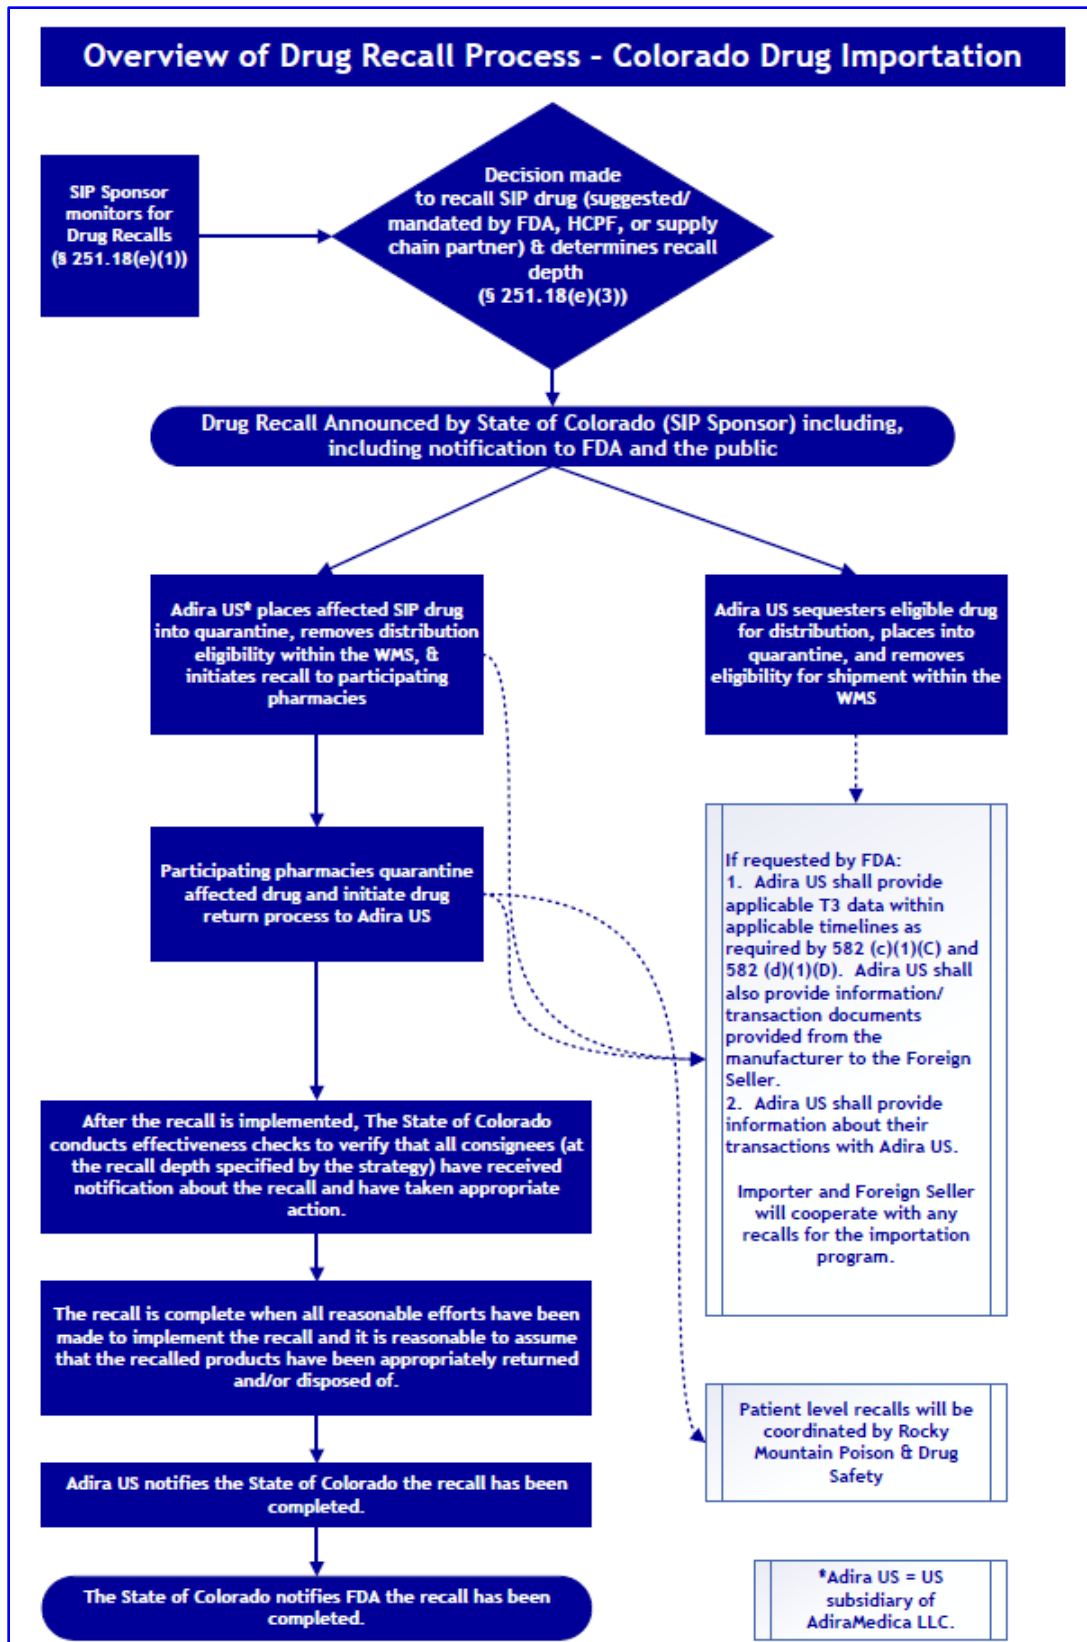 Overview of Drug Recall Process - Colorado Drug Importation
SIP Sponsor
monitors for
Drug Recalls
(§ 251.18(e)(1))
Decision made
to recall SIP drug (suggested/
mandated by FDA, HCPF, or supply
chain partner) & determines recall
depth
(§ 251.18(e)(3))
Drug Recall Announced by State of Colorado (SIP Sponsor) including,
including notification to FDA and the public
Adira US* places affected SIP drug
into quarantine, removes distribution
eligibility within the WMS, &
initiates recall to participating
pharmacies
Adira US sequesters eligible drug
for distribution, places into
quarantine, and removes
eligibility for shipment within the
WMS
Participating pharmacies quarantine
affected drug and initiate drug
return process to Adira US
If requested by FDA:
1. Adira US shall provide
applicable T3 data within
applicable timelines as
required by 582 (c)(1)(C) and
582 (d)(1)(D). Adira US shall
also provide information/
transaction documents
provided from the
manufacturer to the Foreign
Seller.
2. Adira US shall provide
information about their
transactions with Adira US.
Importer and Foreign Seller
will cooperate with any
recalls for the importation
program.
After the recall is implemented, The State of Colorado
conducts effectiveness checks to verify that all consignees (at
the recall depth specified by the strategy) have received
notification about the recall and have taken appropriate
action.
The recall is complete when all reasonable efforts have been
made to implement the recall and it is reasonable to assume
that the recalled products have been appropriately returned
and/or disposed of.
Patient level recalls will be
coordinated by Rocky
Mountain Poison & Drug
Safety
Adira US notifies the State of Colorado the recall has been
completed.
The State of Colorado notifies FDA the recall has been
completed.
*Adira US = US
subsidiary of
AdiraMedica LLC.